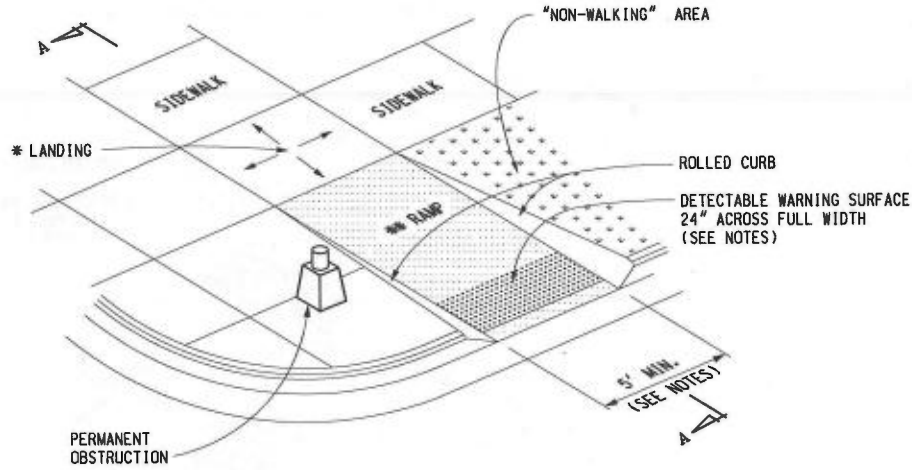 "NON-WALKING" AREA
A
SIDEWALK
SIDEWALK
* LANDING
ROLLED CURB
DETECTABLE WARNING SURFACE
24" ACROSS FULL WIDTH
(SEE NOTES)
** RAMP
5' MIN.
(SEE NOTES)
A
PERMANENT
OBSTRUCTION